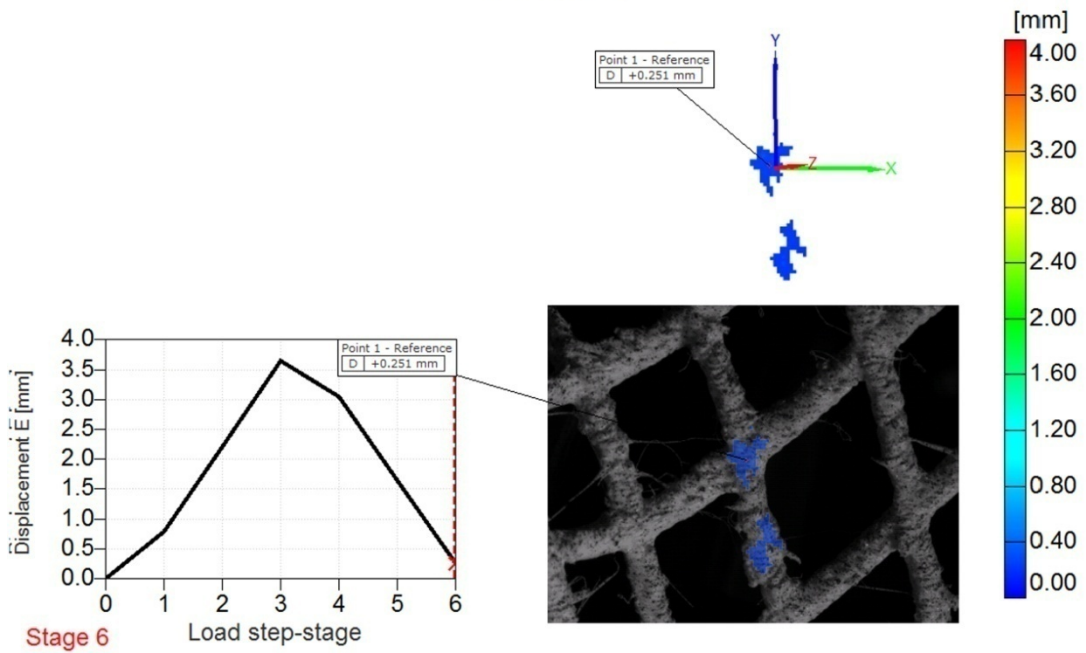 [mm]
Y
Point 1 - Reference
D +0.251 mm
Z
X
4.00
3.60
3.20
2.80
2.40
2.00
1.60
1.20
0.80
0.40
0.00
Point 1 - Reference
D +0.251 mm
4.0
3.5
3.0
2.5
2.0
1.5
1.0
0.5
0.0
Displacement E [mm]
0 1 2 3 4 5 6
Load step-stage
Stage 6